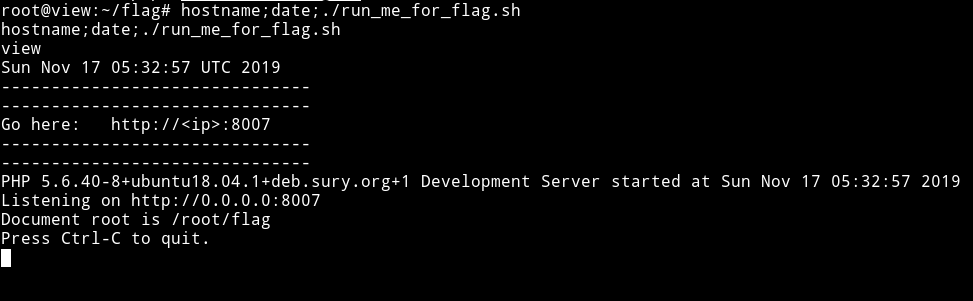 root@view:~/flag# hostname;date;./run_me_for_flag.sh
hostname;date;./run_me_for_flag.sh
view
Sun Nov 17 05:32:57 UTC 2019
-------------------------------
-------------------------------
Go here:   http://<ip>:8007
-------------------------------
-------------------------------
PHP 5.6.40-8+ubuntu18.04.1+deb.sury.org+1 Development Server started at Sun Nov 17 05:32:57 2019
Listening on http://0.0.0.0:8007
Document root is /root/flag
Press Ctrl-C to quit.